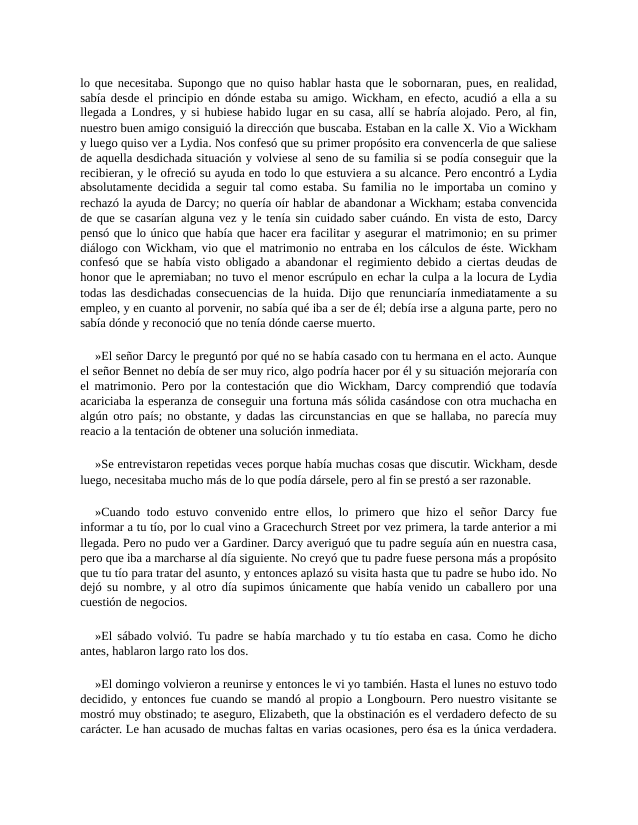 lo que necesitaba. Supongo que no quiso hablar hasta que le sobornaran, pues, en realidad,
sabía desde el principio en dónde estaba su amigo. Wickham, en efecto, acudió a ella a su
llegada a Londres, y si hubiese habido lugar en su casa, allí se habría alojado. Pero, al fin,
nuestro buen amigo consiguió la dirección que buscaba. Estaban en la calle X. Vio a Wickham
y luego quiso ver a Lydia. Nos confesó que su primer propósito era convencerla de que saliese
de aquella desdichada situación y volviese al seno de su familia si se podía conseguir que la
recibieran, y le ofreció su ayuda en todo lo que estuviera a su alcance. Pero encontró a Lydia
absolutamente decidida a seguir tal como estaba. Su familia no le importaba un comino y
rechazó la ayuda de Darcy; no quería oír hablar de abandonar a Wickham; estaba convencida
de que se casarían alguna vez y le tenía sin cuidado saber cuándo. En vista de esto, Darcy
pensó que lo único que había que hacer era facilitar y asegurar el matrimonio; en su primer
diálogo con Wickham, vio que el matrimonio no entraba en los cálculos de éste. Wickham
confesó que se había visto obligado a abandonar el regimiento debido a ciertas deudas de
honor que le apremiaban; no tuvo el menor escrúpulo en echar la culpa a la locura de Lydia
todas las desdichadas consecuencias de la huida. Dijo que renunciaría inmediatamente a su
empleo, y en cuanto al porvenir, no sabía qué iba a ser de él; debía irse a alguna parte, pero no
sabía dónde y reconoció que no tenía dónde caerse muerto.
»El señor Darcy le preguntó por qué no se había casado con tu hermana en el acto. Aunque
el señor Bennet no debía de ser muy rico, algo podría hacer por él y su situación mejoraría con
el matrimonio. Pero por la contestación que dio Wickham, Darcy comprendió que todavía
acariciaba la esperanza de conseguir una fortuna más sólida casándose con otra muchacha en
algún otro país; no obstante, y dadas las circunstancias en que se hallaba, no parecía muy
reacio a la tentación de obtener una solución inmediata.
»Se entrevistaron repetidas veces porque había muchas cosas que discutir. Wickham, desde
luego, necesitaba mucho más de lo que podía dársele, pero al fin se prestó a ser razonable.
»Cuando todo estuvo convenido entre ellos, lo primero que hizo el señor Darcy fue
informar a tu tío, por lo cual vino a Gracechurch Street por vez primera, la tarde anterior a mi
llegada. Pero no pudo ver a Gardiner. Darcy averiguó que tu padre seguía aún en nuestra casa,
pero que iba a marcharse al día siguiente. No creyó que tu padre fuese persona más a propósito
que tu tío para tratar del asunto, y entonces aplazó su visita hasta que tu padre se hubo ido. No
dejó su nombre, y al otro día supimos únicamente que había venido un caballero por una
cuestión de negocios.
»El sábado volvió. Tu padre se había marchado y tu tío estaba en casa. Como he dicho
antes, hablaron largo rato los dos.
»El domingo volvieron a reunirse y entonces le vi yo también. Hasta el lunes no estuvo todo
decidido, y entonces fue cuando se mandó al propio a Longbourn. Pero nuestro visitante se
mostró muy obstinado; te aseguro, Elizabeth, que la obstinación es el verdadero defecto de su
carácter. Le han acusado de muchas faltas en varias ocasiones, pero ésa es la única verdadera.